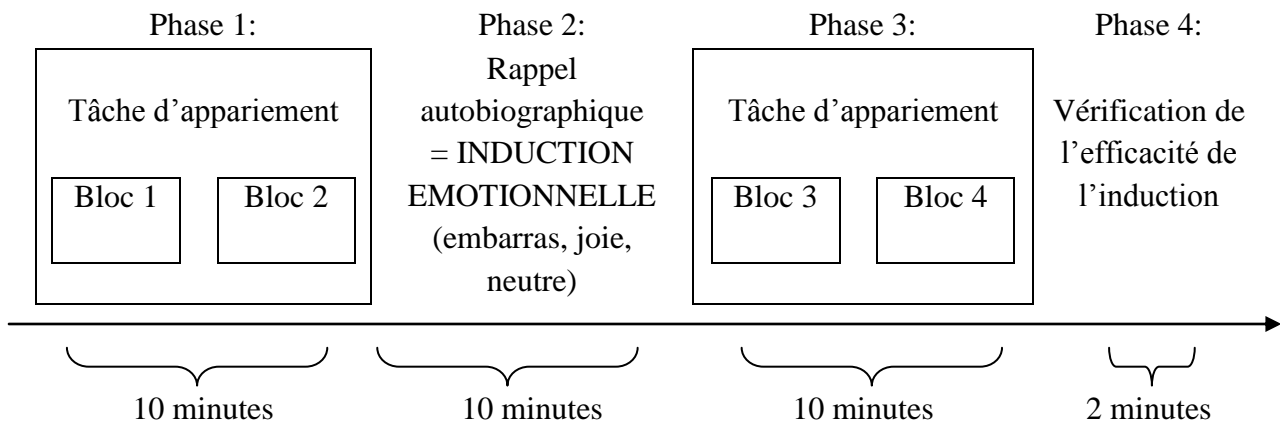 Phase 1:
Tâche d’appariement
Bloc 1
Bloc 2
Phase 2:
Rappel
autobiographique
= INDUCTION
EMOTIONNELLE
(embarras, joie,
neutre)
Phase 3:
Tâche d’appariement
Bloc 3
Bloc 4
Phase 4:
Vérification de
l’efficacité de
l’induction
10 minutes
10 minutes
10 minutes
2 minutes